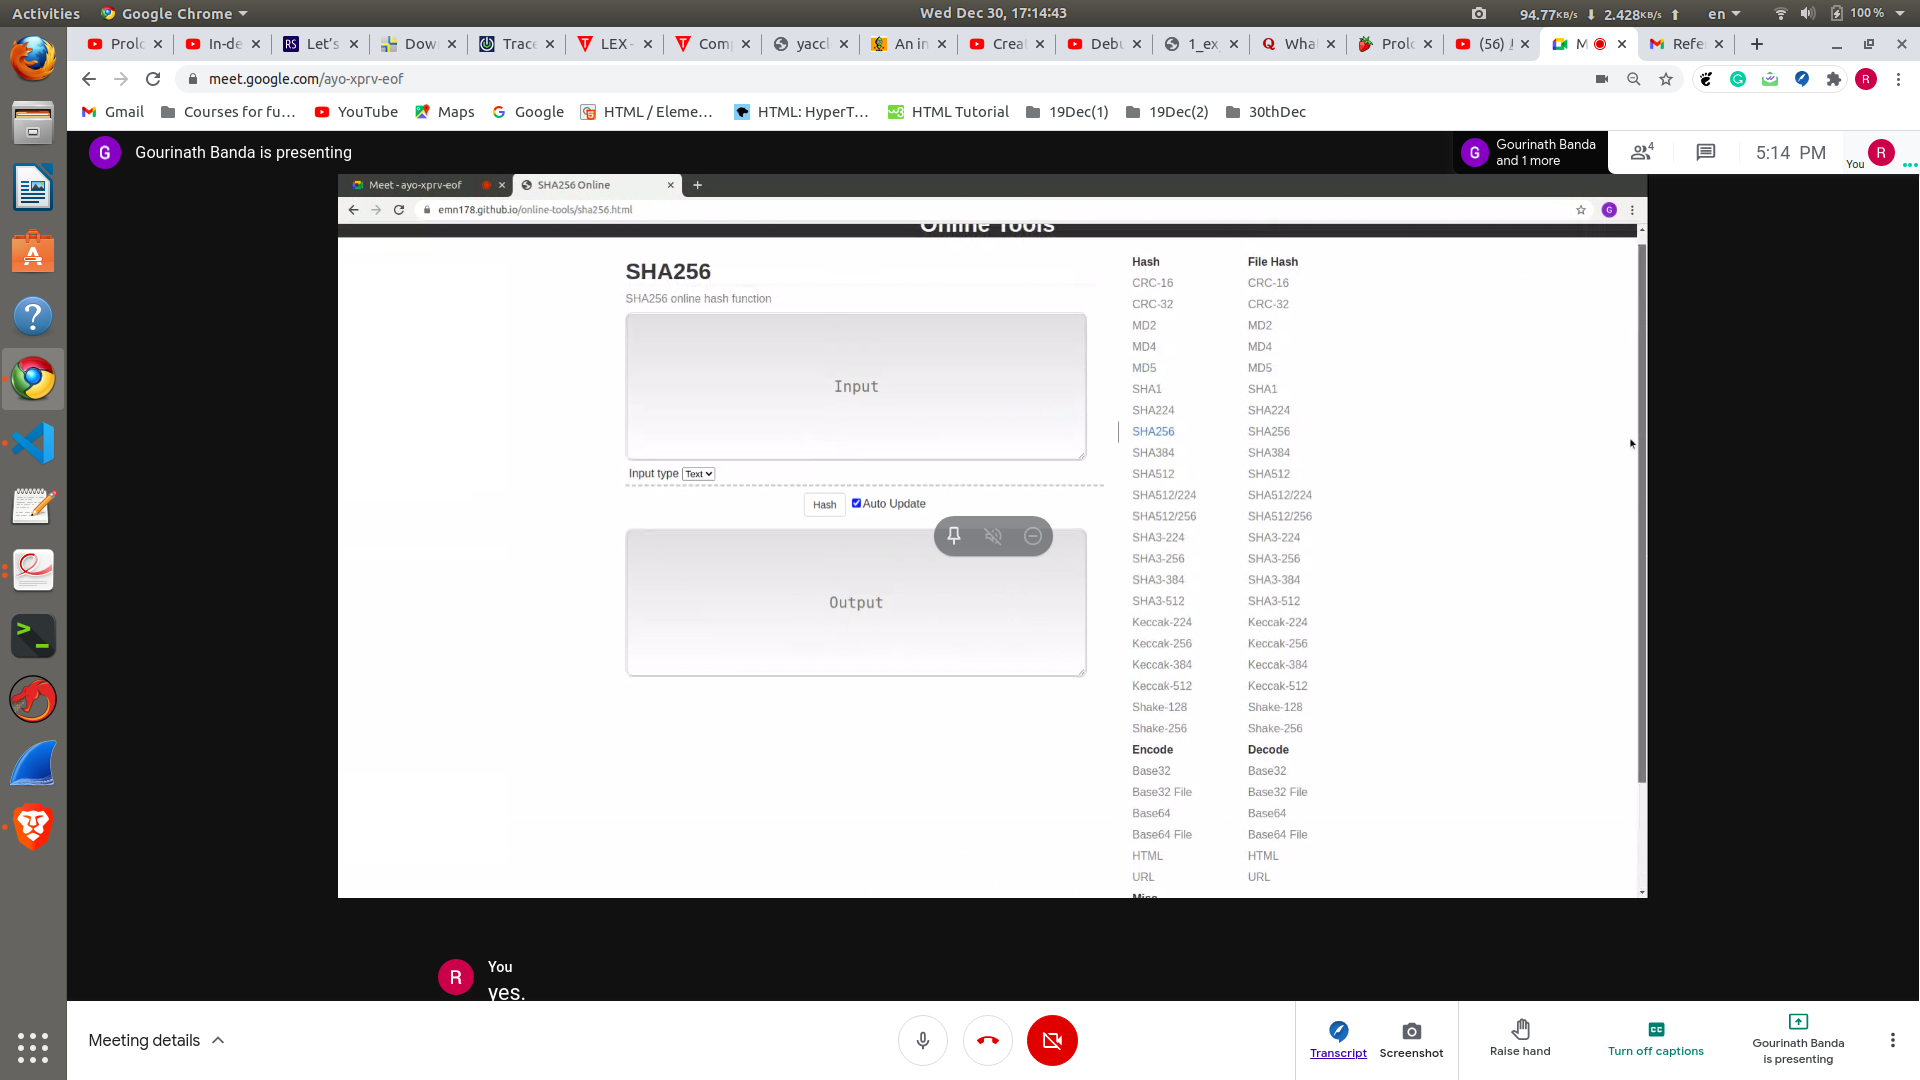 Activities
Google Chrome
Wed Dec 30, 17:14:43
94.77KB/s
2.428KB/s
en
100 %
Prolo
In-de
Let's
Dow
Trace
LEX -
Com
yaccl
An in
Crea
Debu
1_ex
Wha
Prolo
(56)
M
Refe
meet.google.com/ayo-xprv-eof
Gmail
Courses for fu...
YouTube
Maps
Google
HTML / Eleme...
HTML: HyperT...
HTML Tutorial
19Dec(1)
19Dec(2)
30thDec
G
Gourinath Banda is presenting
G
Gourinath Banda
and 1 more
4
5:14 PM
You
R
Meet - ayo-xprv-eof
SHA256 Online
emn178.github.io/online-tools/sha256.html
G
Online Tools
SHA256
SHA256 online hash function
Input
Input type
Text
Hash
Auto Update
Output
Hash
File Hash
CRC-16
CRC-16
CRC-32
CRC-32
MD2
MD2
MD4
MD4
MD5
MD5
SHA1
SHA1
SHA224
SHA224
SHA256
SHA256
SHA384
SHA384
SHA512
SHA512
SHA512/224
SHA512/224
SHA512/256
SHA512/256
SHA3-224
SHA3-224
SHA3-256
SHA3-256
SHA3-384
SHA3-384
SHA3-512
SHA3-512
Keccak-224
Keccak-224
Keccak-256
Keccak-256
Keccak-384
Keccak-384
Keccak-512
Keccak-512
Shake-128
Shake-128
Shake-256
Shake-256
Encode
Decode
Base32
Base32
Base32 File
Base32 File
Base64
Base64
Base64 File
Base64 File
HTML
HTML
URL
URL
Misc
R
You
yes.
Meeting details
Transcript
Screenshot
Raise hand
Turn off captions
Gourinath Banda
is presenting